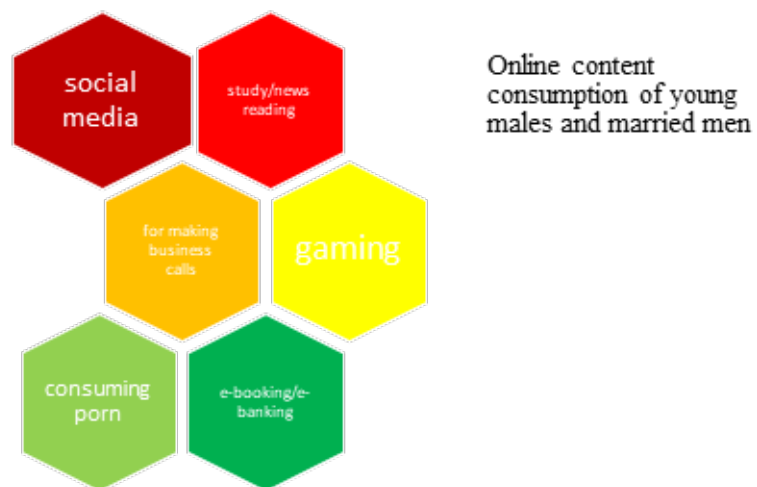 social
media
study/news
reading
Online content
consumption of young
males and married men
for making
business
calls
gaming
consuming
porn
e-booking/e-
banking